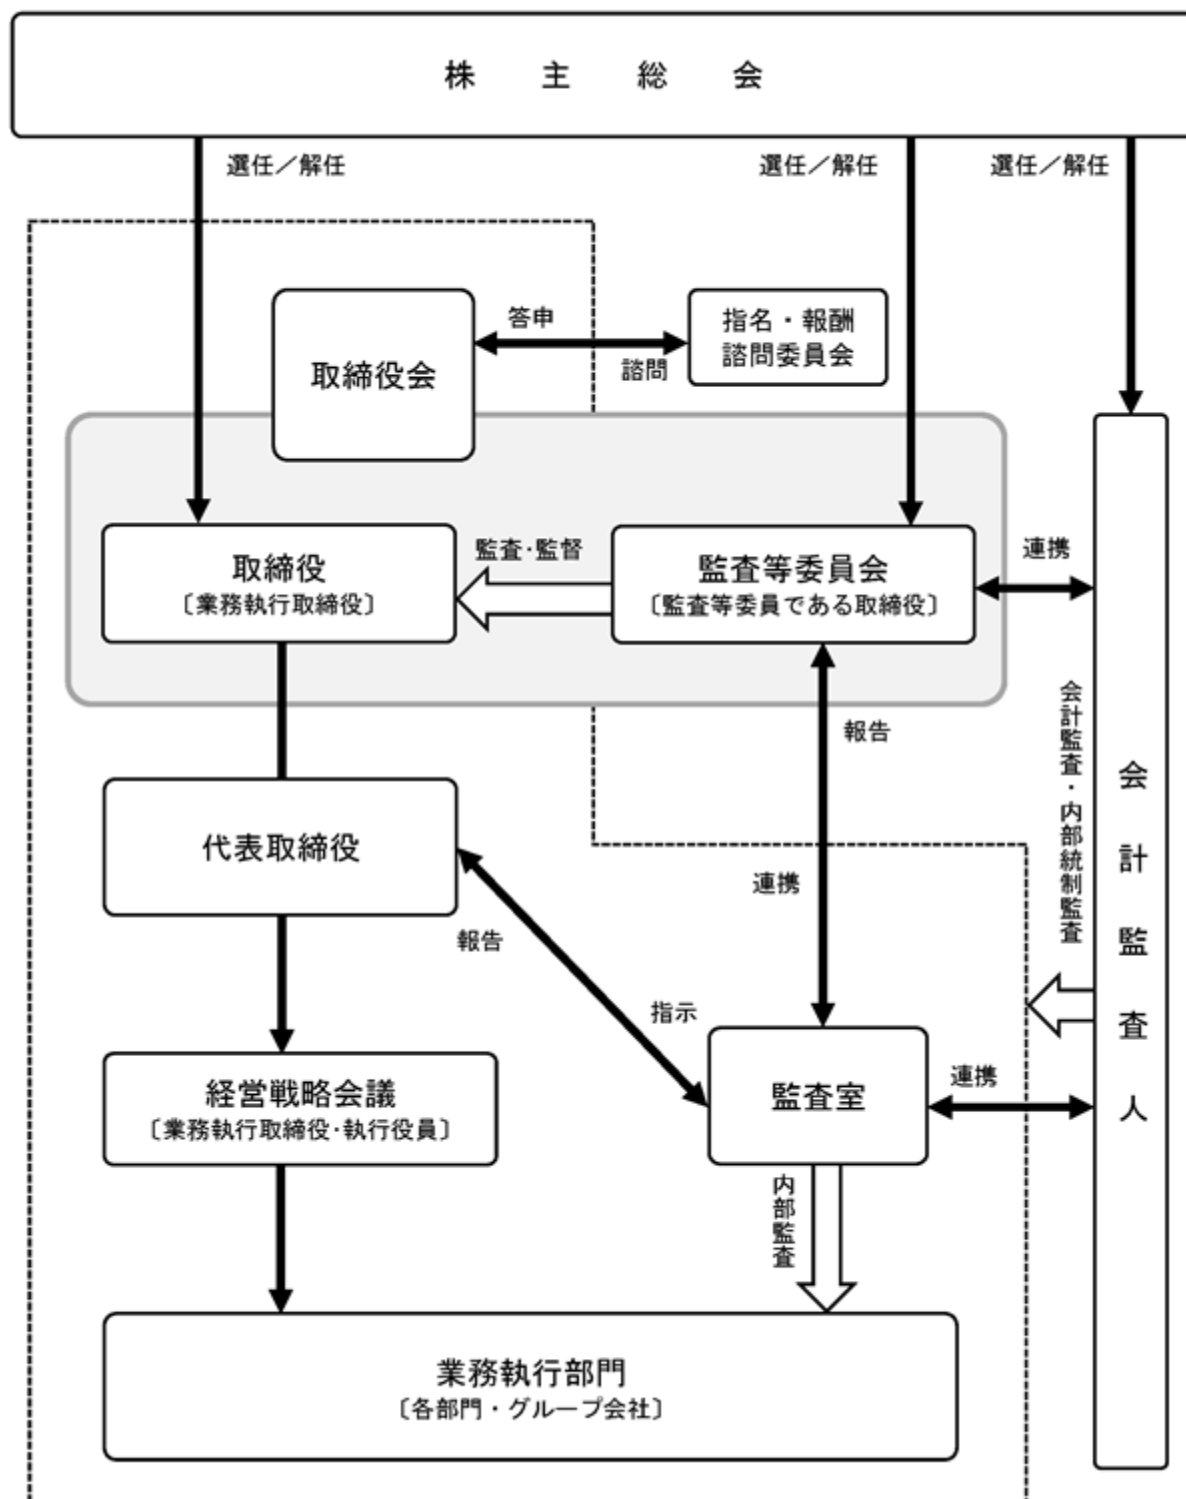 株主総会
選任／解任
選任／解任
選任／解任
取締役会
答申
諮問
指名・報酬
諮問委員会
取締役
〔業務執行取締役〕
監査･監督
監査等委員会
〔監査等委員である取締役〕
連携
報告
連携
会計監査・内部統制監査
会計監査人
代表取締役
報告
指示
経営戦略会議
〔業務執行取締役･執行役員〕
監査室
連携
内部監査
業務執行部門
〔各部門・グループ会社〕